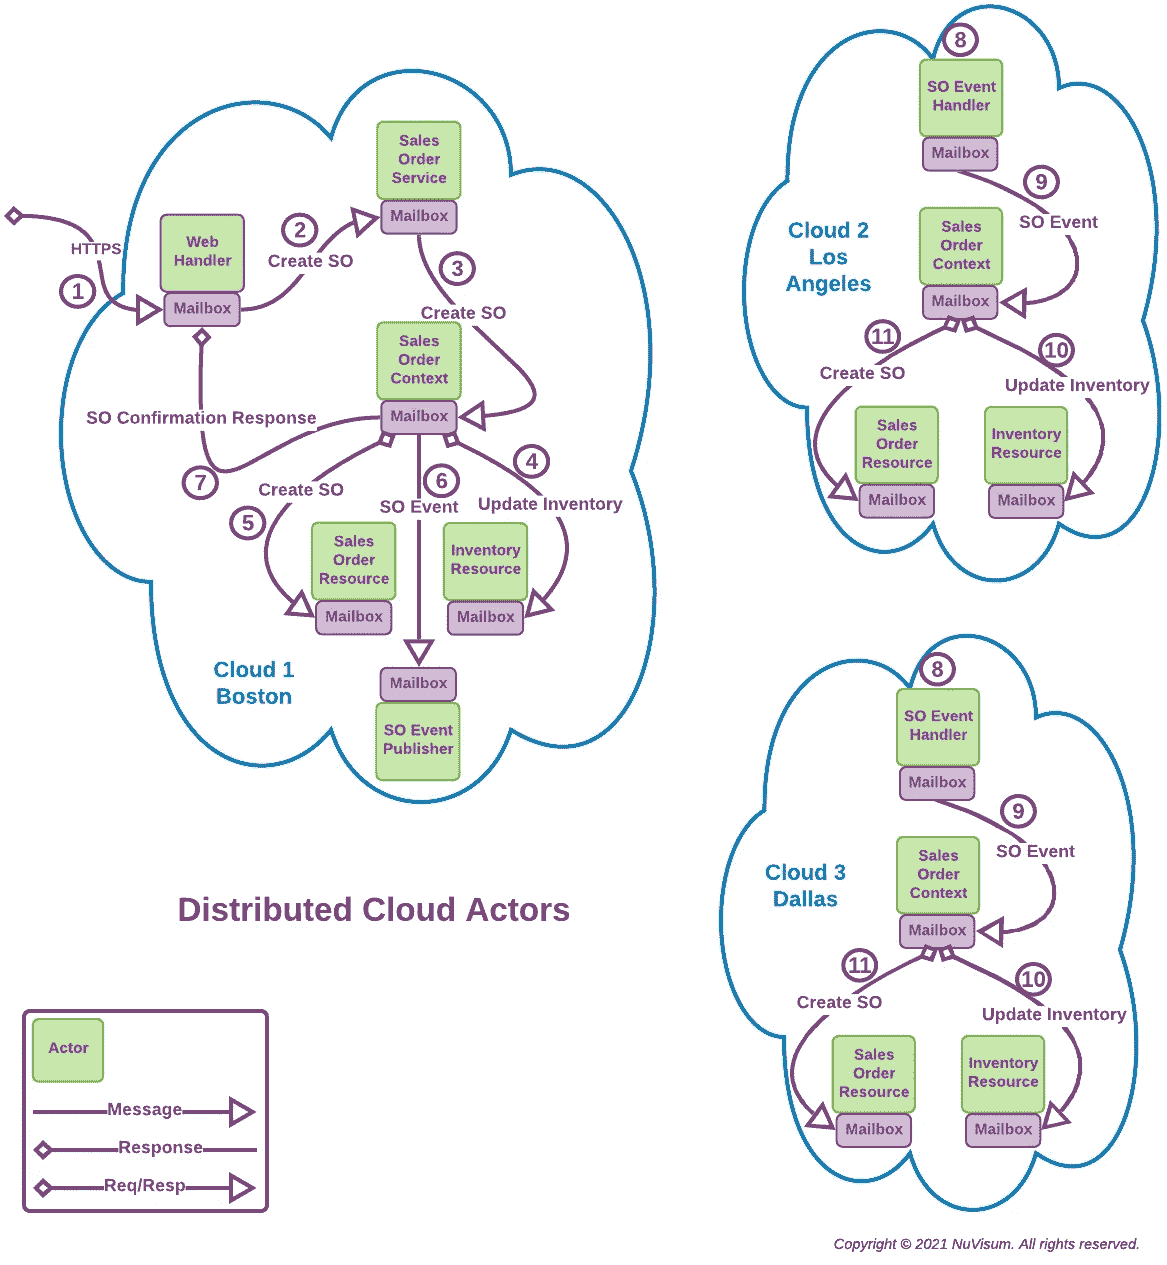 HTTPS
1
Web
Handler
Mailbox
2
Create SO
Sales
Order
Service
Mailbox
3
Create SO
Sales
Order
Context
Mailbox
SO Confirmation Response
7
Create SO
5
6
SO Event
4
Update Inventory
Sales
Order
Resource
Mailbox
Inventory
Resource
Mailbox
Cloud 1
Boston
Mailbox
SO Event
Publisher
8
SO Event
Handler
Mailbox
9
SO Event
Cloud 2
Los
Angeles
Sales
Order
Context
Mailbox
11
Create SO
10
Update Inventory
Sales
Order
Resource
Mailbox
Inventory
Resource
Mailbox
8
SO Event
Handler
Mailbox
9
SO Event
Cloud 3
Dallas
Sales
Order
Context
Mailbox
11
Create SO
10
Update Inventory
Sales
Order
Resource
Mailbox
Inventory
Resource
Mailbox
Distributed Cloud Actors
Actor
Message
Response
Req/Resp
Copyright © 2021 NuVisum. All rights reserved.